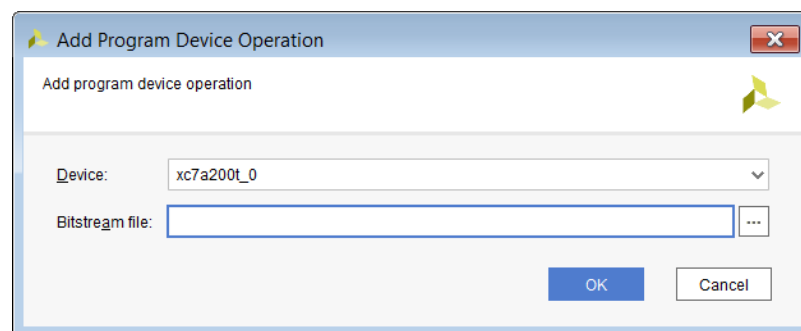 Add Program Device Operation
Add program device operation
Device: xc7a200t_0
Bitstream file: ...
OK Cancel